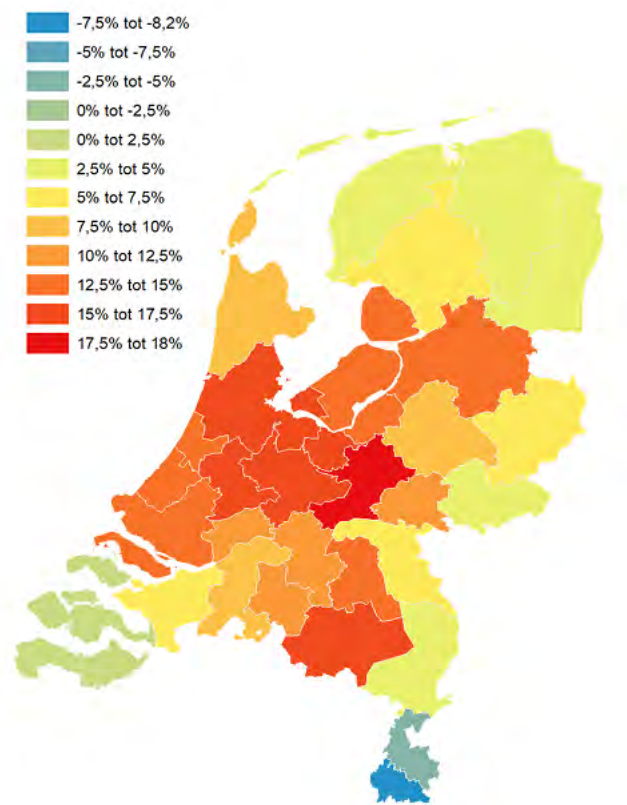 -7,5% tot -8,2%
-5% tot -7,5%
-2,5% tot -5%
0% tot -2,5%
0% tot 2,5%
2,5% tot 5%
5% tot 7,5%
7,5% tot 10%
10% tot 12,5%
12,5% tot 15%
15% tot 17,5%
17,5% tot 18%